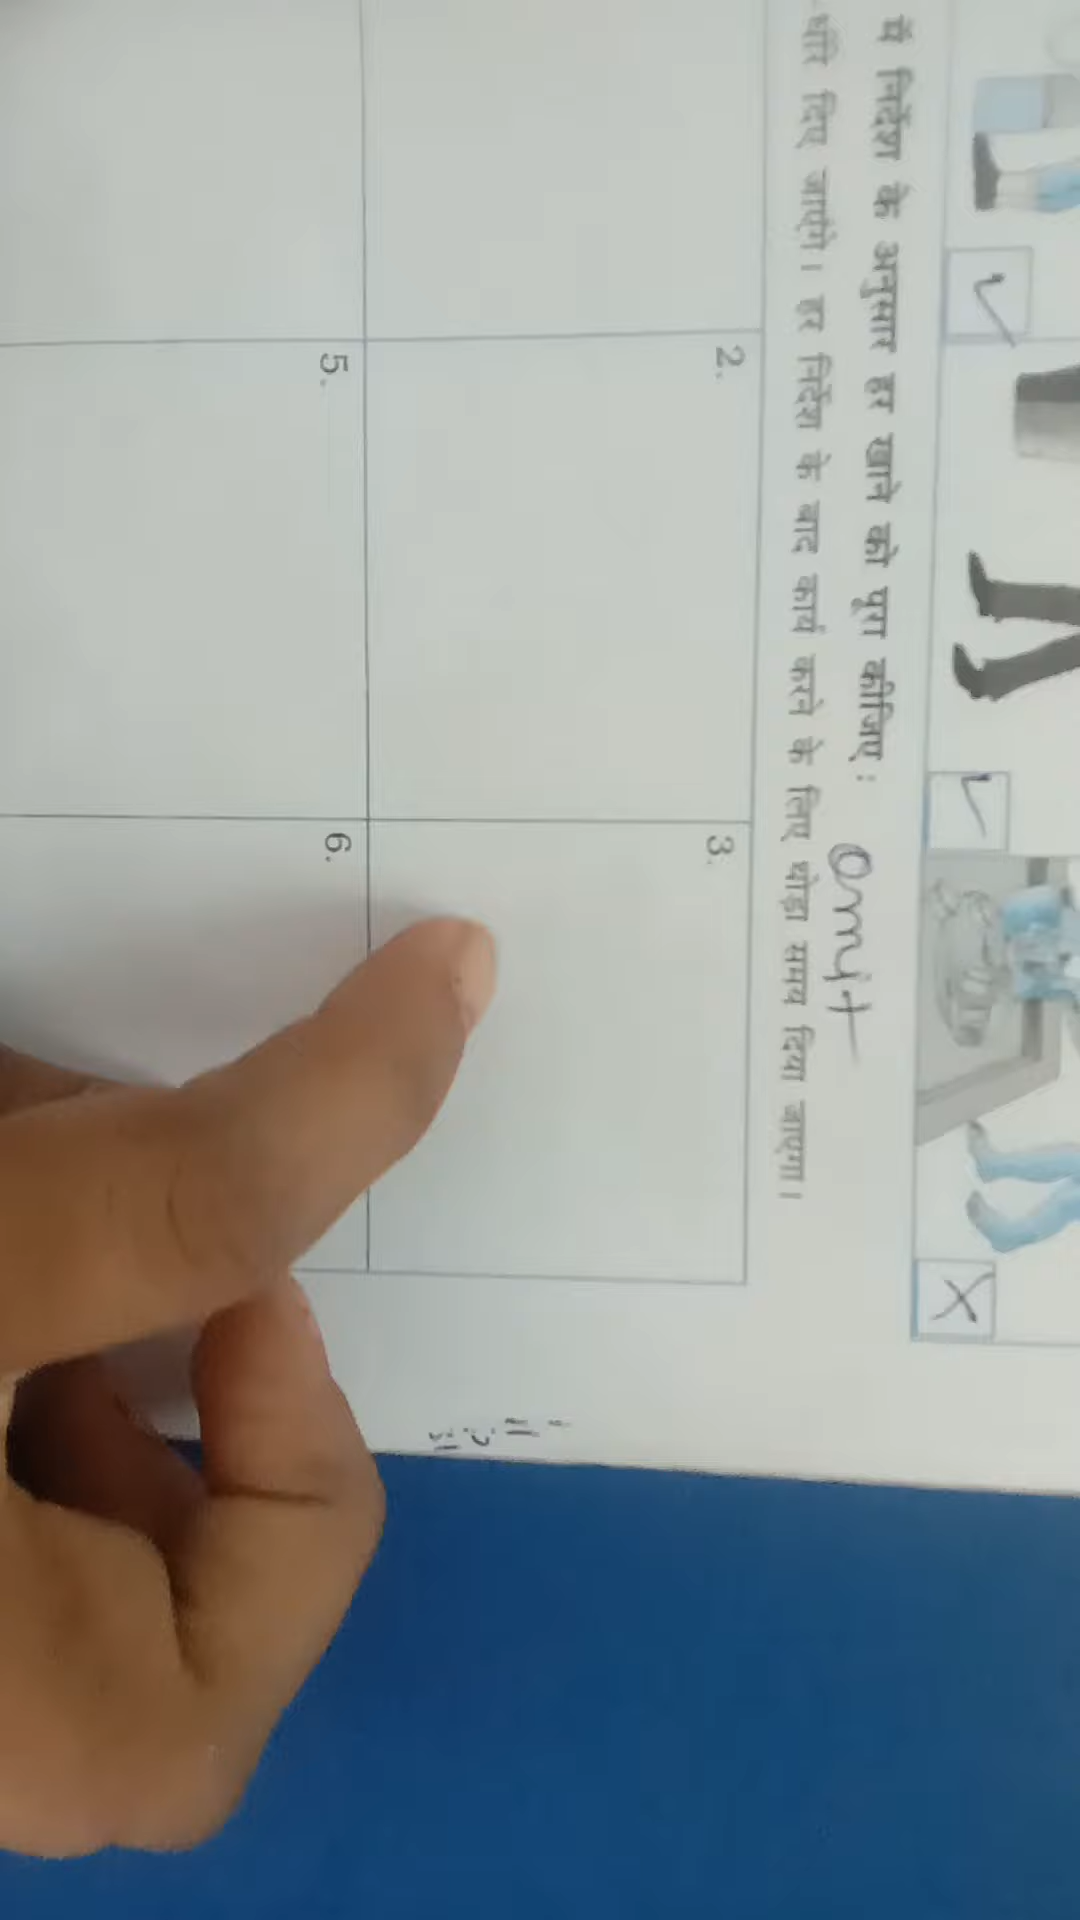 में निर्देश के अनुसार हर खाने को पूरा कीजिए :
Omit
-धीरे दिए जाएंगे। हर निर्देश के बाद कार्य करने के लिए थोड़ा समय दिया जाएगा।
2.
3.
5.
6.